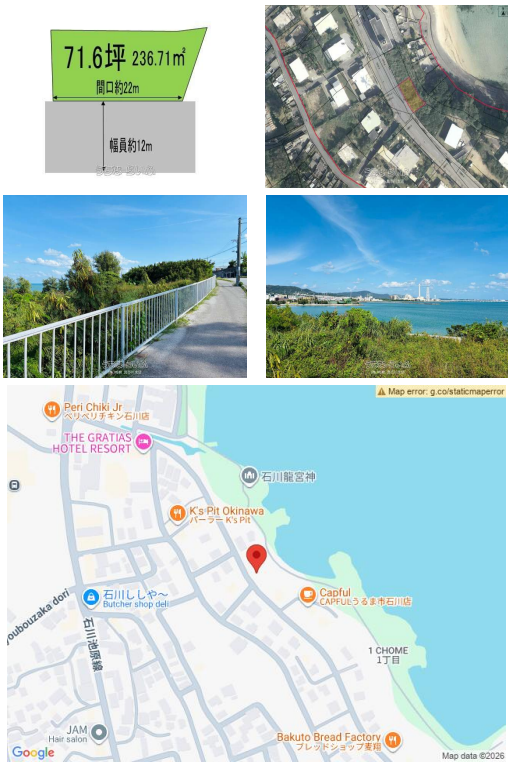 71.6坪 236.71㎡
間口約22m
幅員約12m
Peri Chiki Jr
ペリペリチキン石川店
THE GRATIAS
HOTEL RESORT
石川龍宮神
K's Pit Okinawa
パーラー K's Pit
石川ししゃ〜
Butcher shop deli
Capful
CAPFULうるま市石川店
youbouzaka dori
石川池原線
1 CHOME
1丁目
JAM
Hair salon
Bakuto Bread Factory
ブレッドショップ麦翔
Map error: g.co/staticmaperror
Google
Map data ©2026